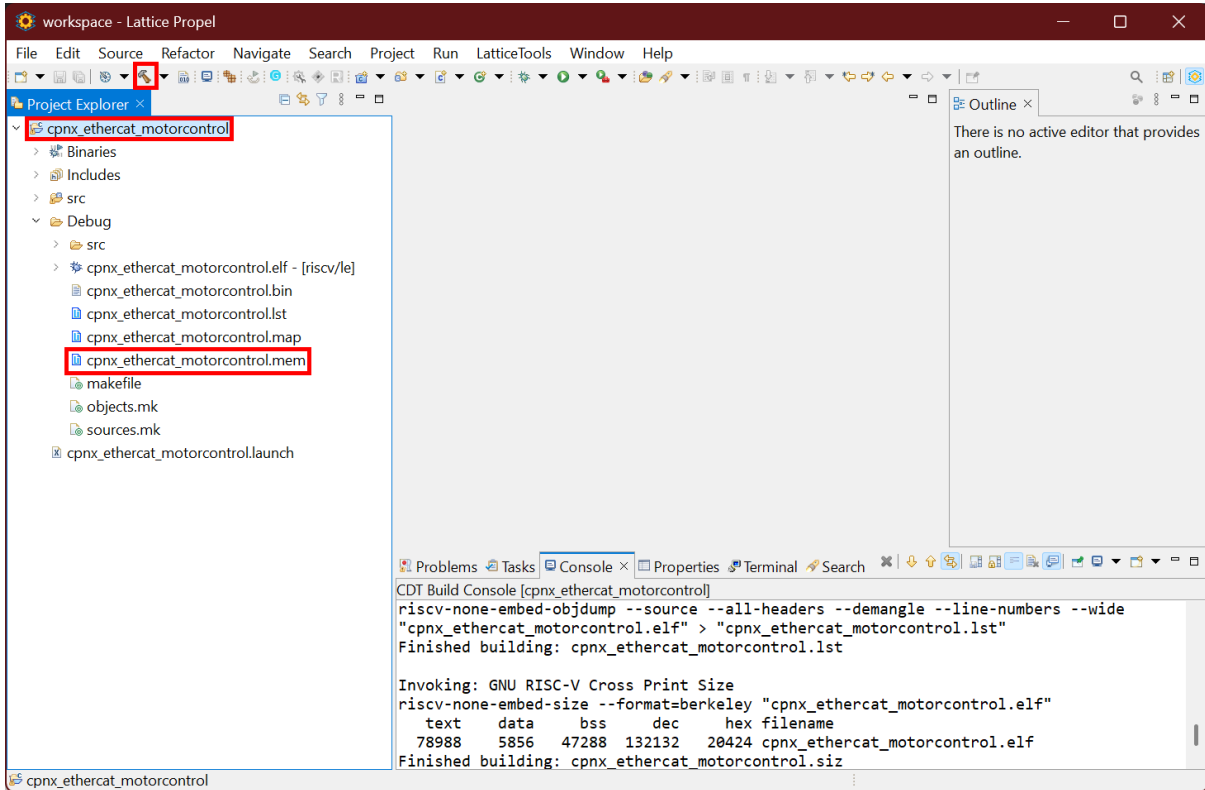 workspace - Lattice Propel
File Edit Source Refactor Navigate Search Project Run LatticeTools Window Help
Project Explorer
cpnx_ethercat_motorcontrol
Binaries
Includes
src
Debug
src
cpnx_ethercat_motorcontrol.elf - [riscv/le]
cpnx_ethercat_motorcontrol.bin
cpnx_ethercat_motorcontrol.lst
cpnx_ethercat_motorcontrol.map
cpnx_ethercat_motorcontrol.mem
makefile
objects.mk
sources.mk
cpnx_ethercat_motorcontrol.launch
Outline
There is no active editor that provides
an outline.
Problems Tasks Console Properties Terminal Search
CDT Build Console [cpnx_ethercat_motorcontrol]
riscv-none-embed-objdump --source --all-headers --demangle --line-numbers --wide
"cpnx_ethercat_motorcontrol.elf" > "cpnx_ethercat_motorcontrol.lst"
Finished building: cpnx_ethercat_motorcontrol.lst
Invoking: GNU RISC-V Cross Print Size
riscv-none-embed-size --format=berkeley "cpnx_ethercat_motorcontrol.elf"
text data bss dec hex filename
78988 5856 47288 132132 20424 cpnx_ethercat_motorcontrol.elf
Finished building: cpnx_ethercat_motorcontrol.siz
cpnx_ethercat_motorcontrol